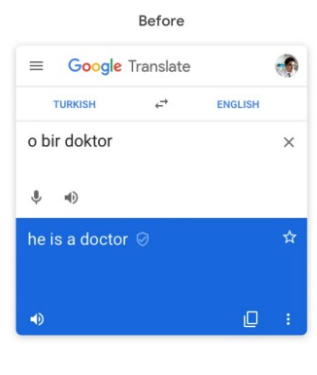 Before
Google Translate
TURKISH ENGLISH
o bir doktor
he is a doctor